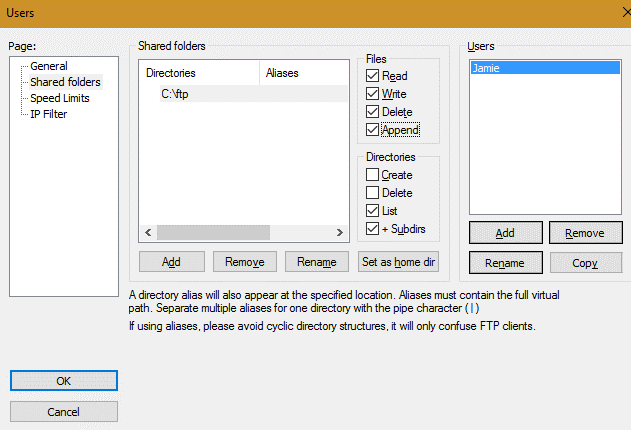 Users
Page:
General
Shared folders
Speed Limits
IP Filter
Shared folders
Directories Aliases
C:\ftp
Files
Read
Write
Delete
Append
Directories
Create
Delete
List
+ Subdirs
Add Remove Rename Set as home dir
Users
Jamie
Add Remove
Rename Copy
A directory alias will also appear at the specified location. Aliases must contain the full virtual
path. Separate multiple aliases for one directory with the pipe character ( | )
If using aliases, please avoid cyclic directory structures, it will only confuse FTP clients.
OK
Cancel